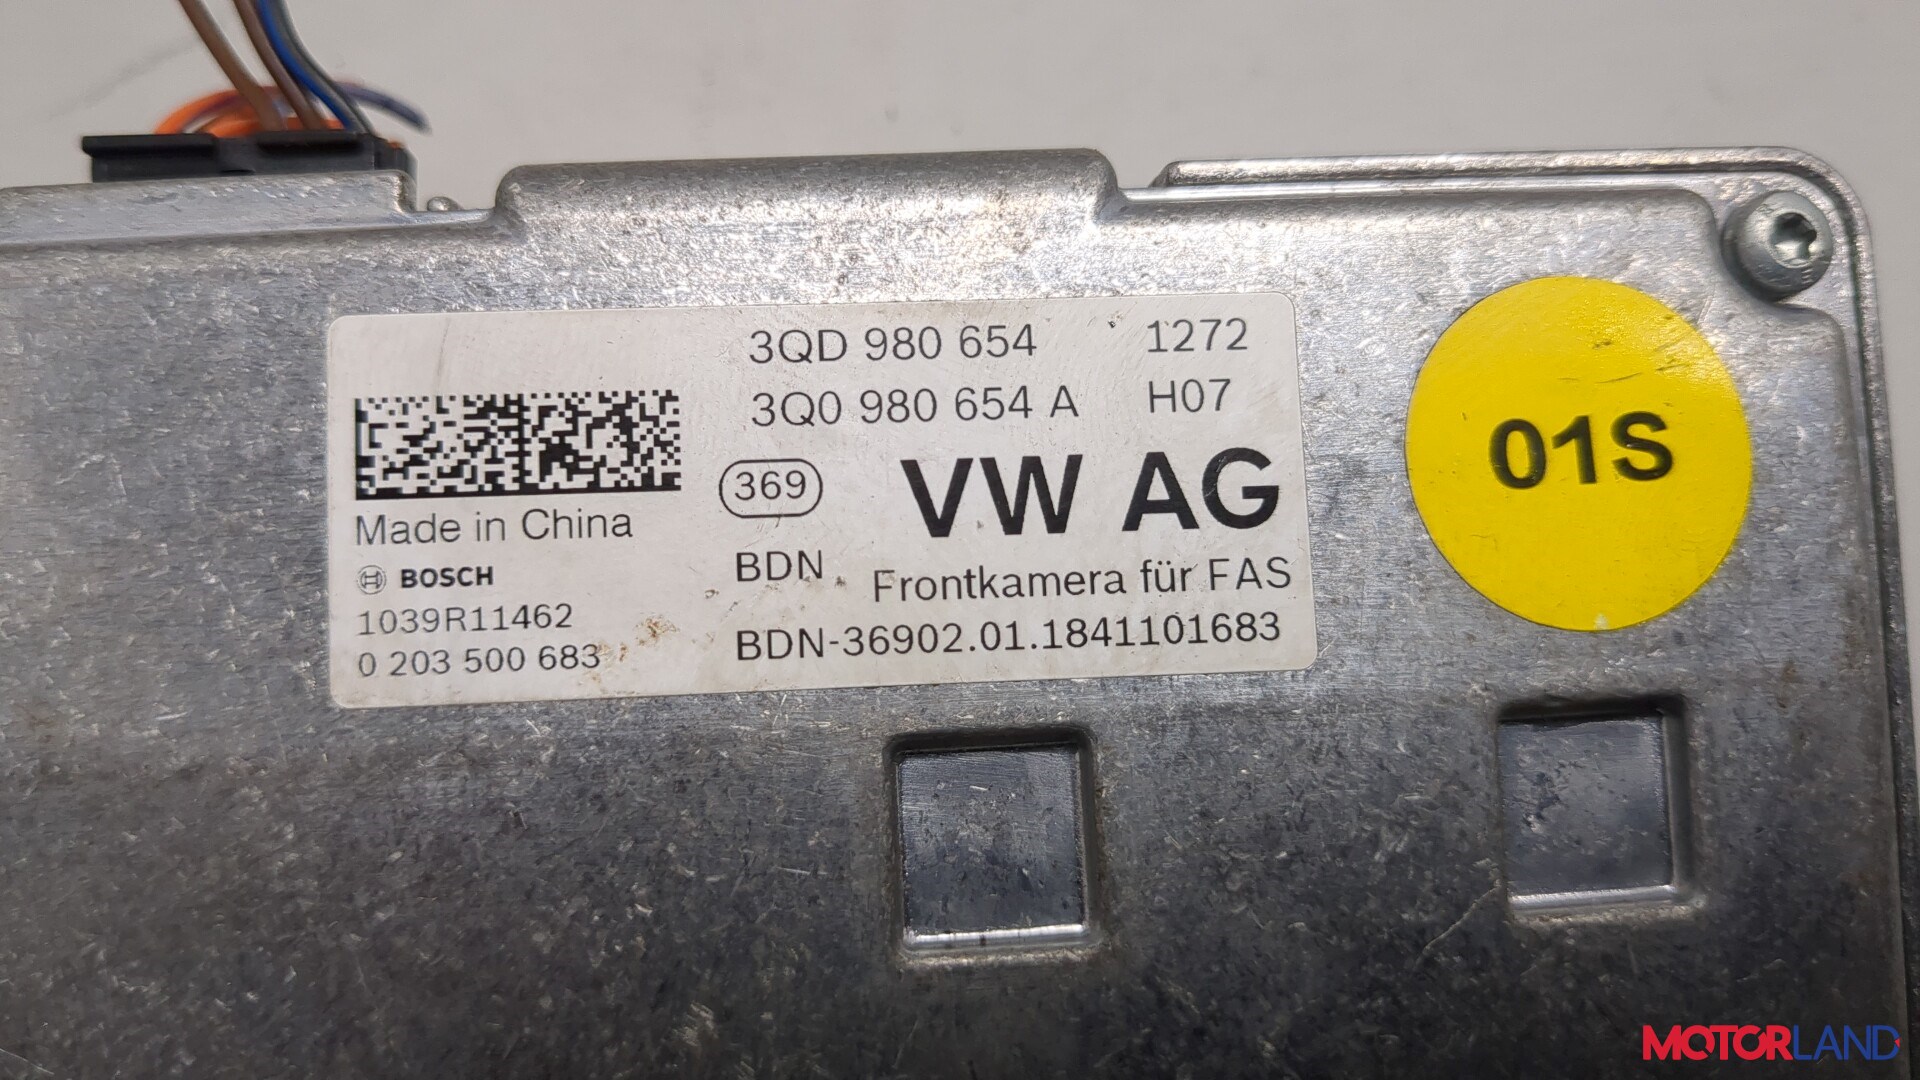 3QD 980 654 1272
3Q0 980 654 A H07
369 VW AG
Made in China
BDN Frontkamera für FAS
BOSCH
1039R11462
BDN-36902.01.1841101683
0 203 500 683
01S
MOTORLAND